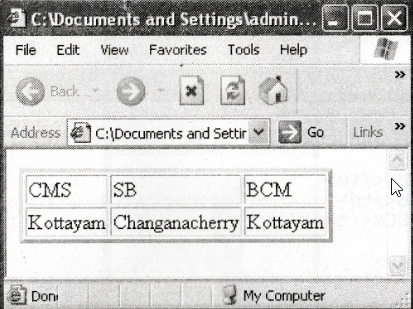 C:\Documents and Settings\admin...
File Edit View Favorites Tools Help
Back
Address C:\Documents and Settir Go Links
CMS SB BCM
Kottayam Changanacherry Kottayam
Don My Computer